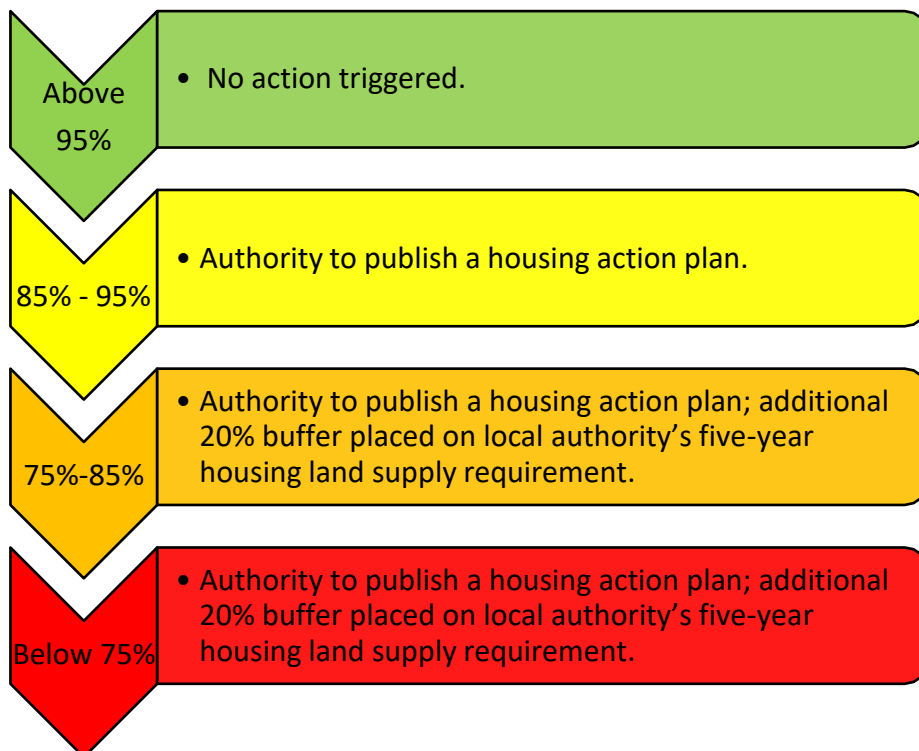 Above
95%
• No action triggered.
85% - 95%
• Authority to publish a housing action plan.
75%-85%
• Authority to publish a housing action plan; additional
20% buffer placed on local authority’s five-year
housing land supply requirement.
Below 75%
• Authority to publish a housing action plan; additional
20% buffer placed on local authority’s five-year
housing land supply requirement.